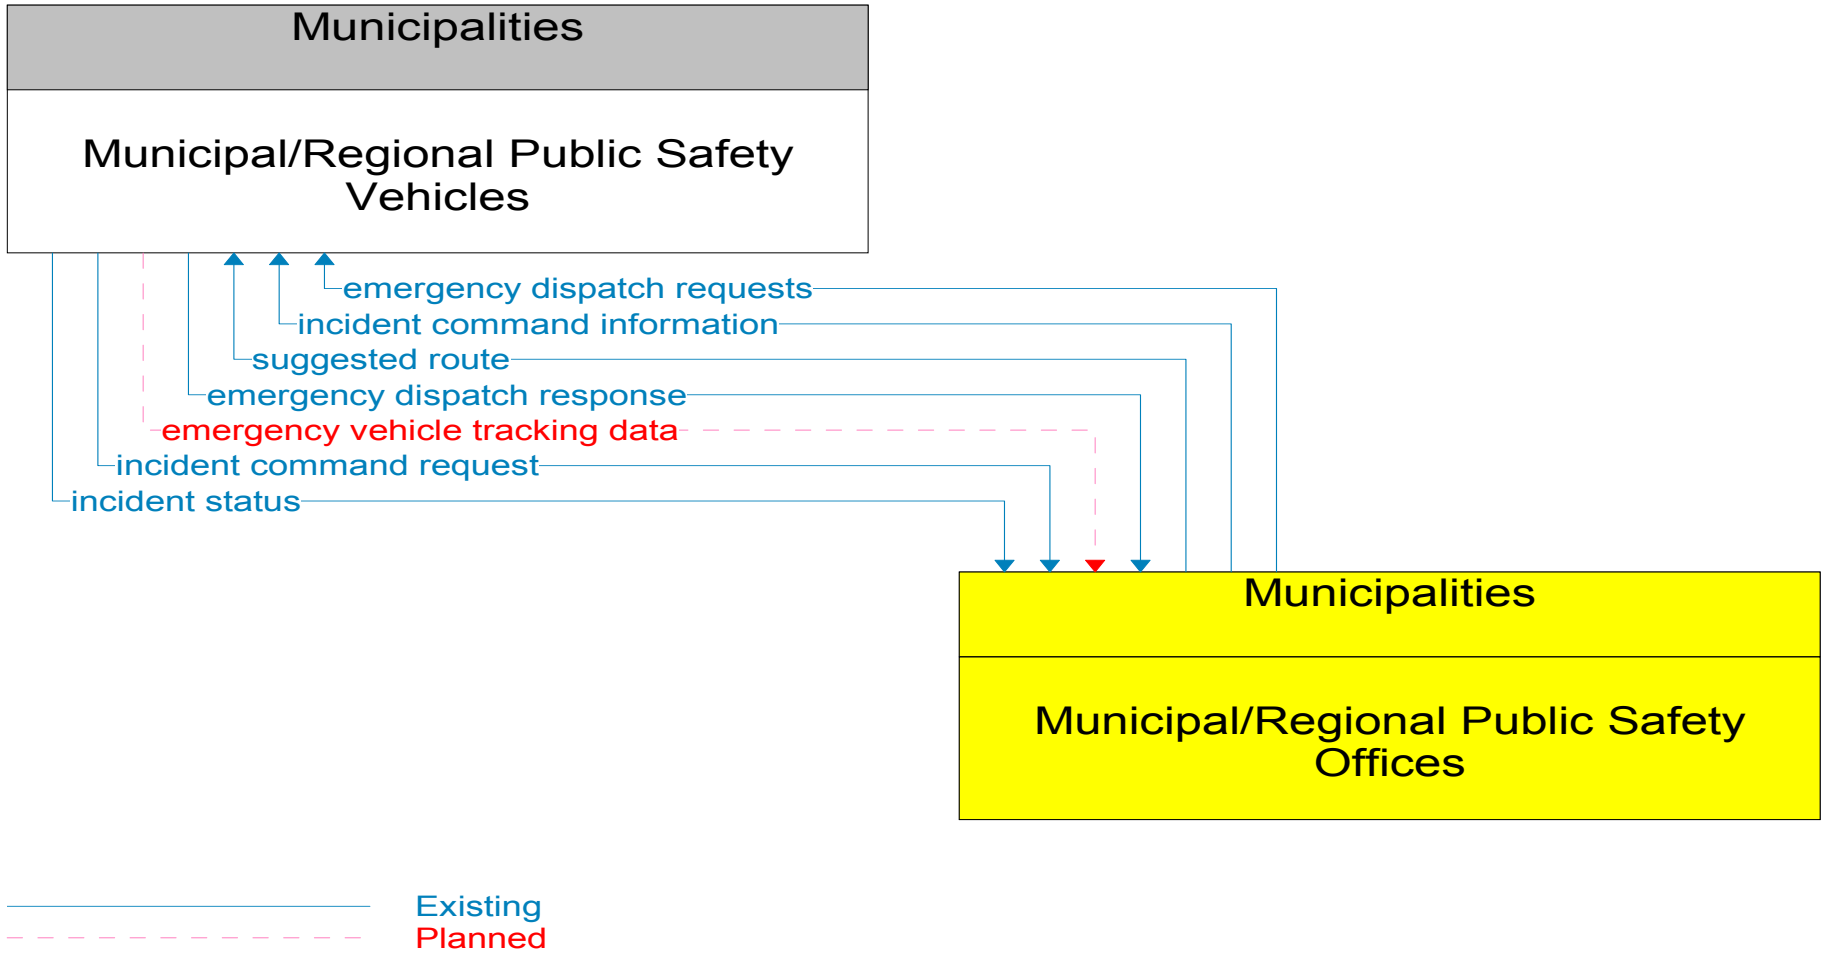 Municipalities
Municipal/Regional Public Safety
Vehicles
emergency dispatch requests
incident command information
suggested route
emergency dispatch response
emergency vehicle tracking data
incident command request
incident status
Municipalities
Municipal/Regional Public Safety
Offices
Existing
Planned